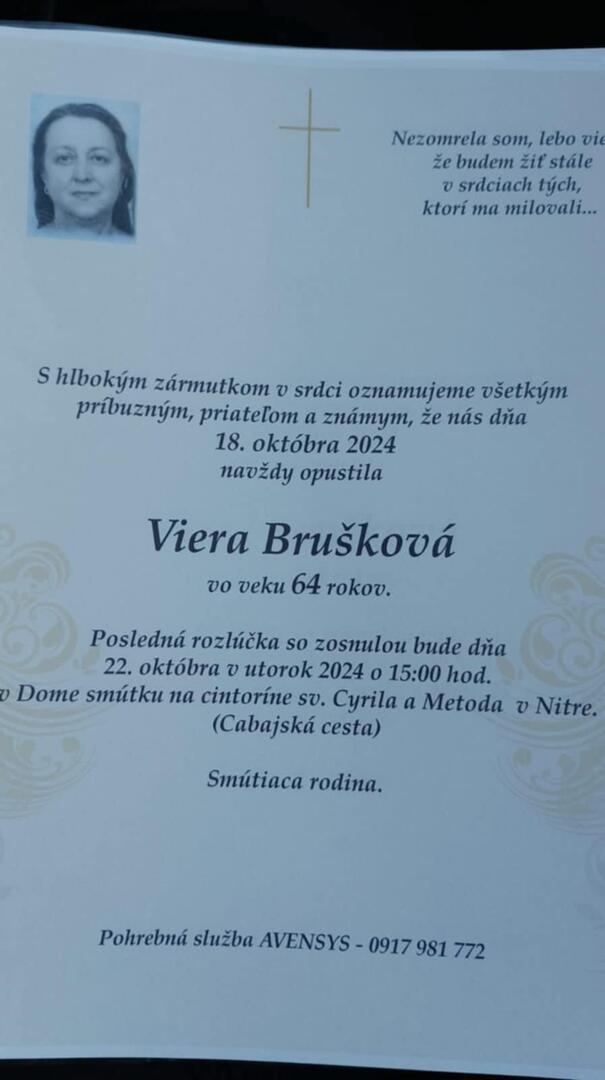 Nezomrela som, lebo
že budem žiť stále
v srdciach tých,
ktorí ma milovali...
S hlbokým zármutkom v srdci oznamujeme všetkým
príbuzným, priateľom a známym, že nás dňa
18. októbra 2024
navždy opustila
Viera Brušková
vo veku 64 rokov.
Posledná rozlúčka so zosnulou bude dňa
22. októbra v utorok 2024 o 15:00 hod.
v Dome smútku na cintoríne sv. Cyrila a Metoda v Nitre.
(Cabajská cesta)
Smútiaca rodina.
Pohrebná služba AVENSYS - 0917 981 772